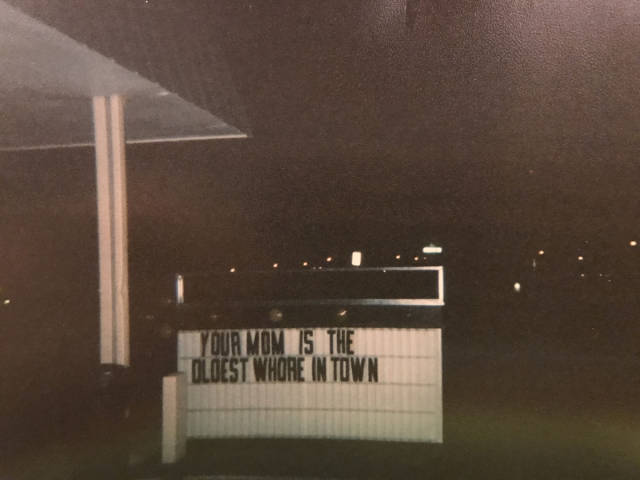 YOUR MOM IS THE
OLDEST WHORE IN TOWN